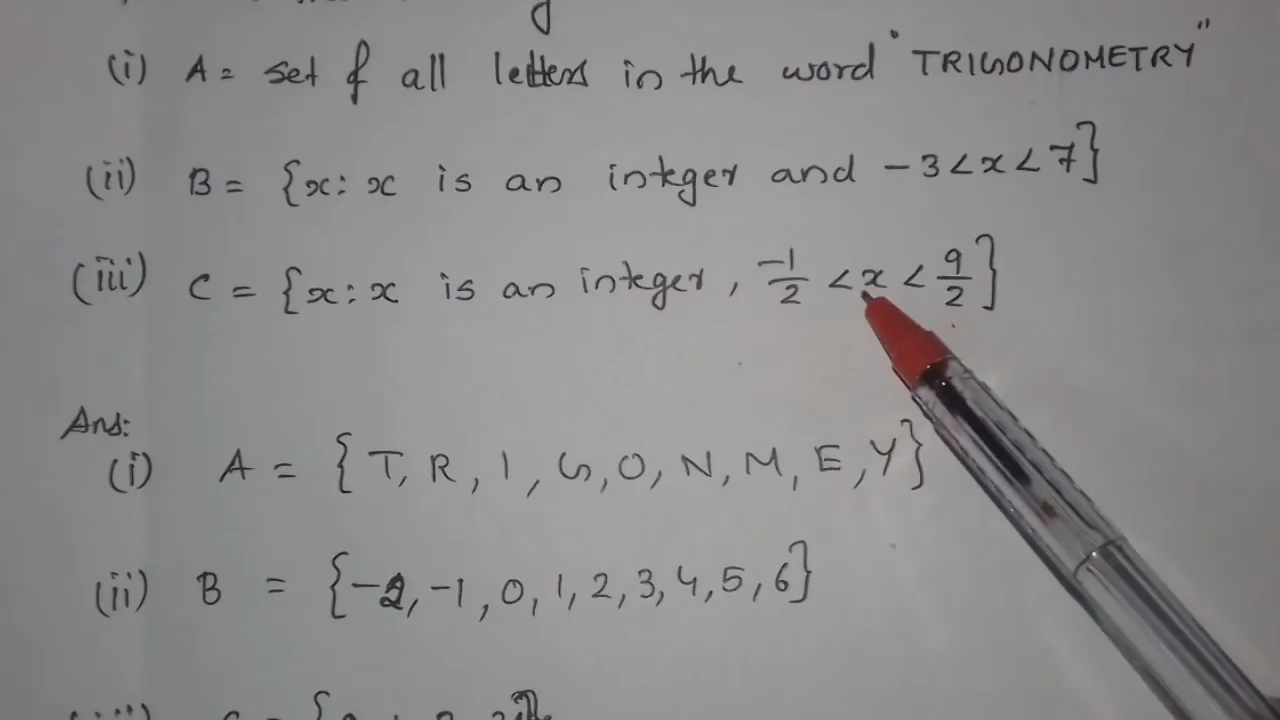 (i) A = set of all letters in the word "TRIGONOMETRY"
(ii) B = {x : x is an integer and -3 < x < 7}
(iii) C = {x : x is an integer, -1/2 < x < 9/2}
Ans:
(i) A = {T, R, I, G, O, N, M, E, Y}
(ii) B = {-2, -1, 0, 1, 2, 3, 4, 5, 6}